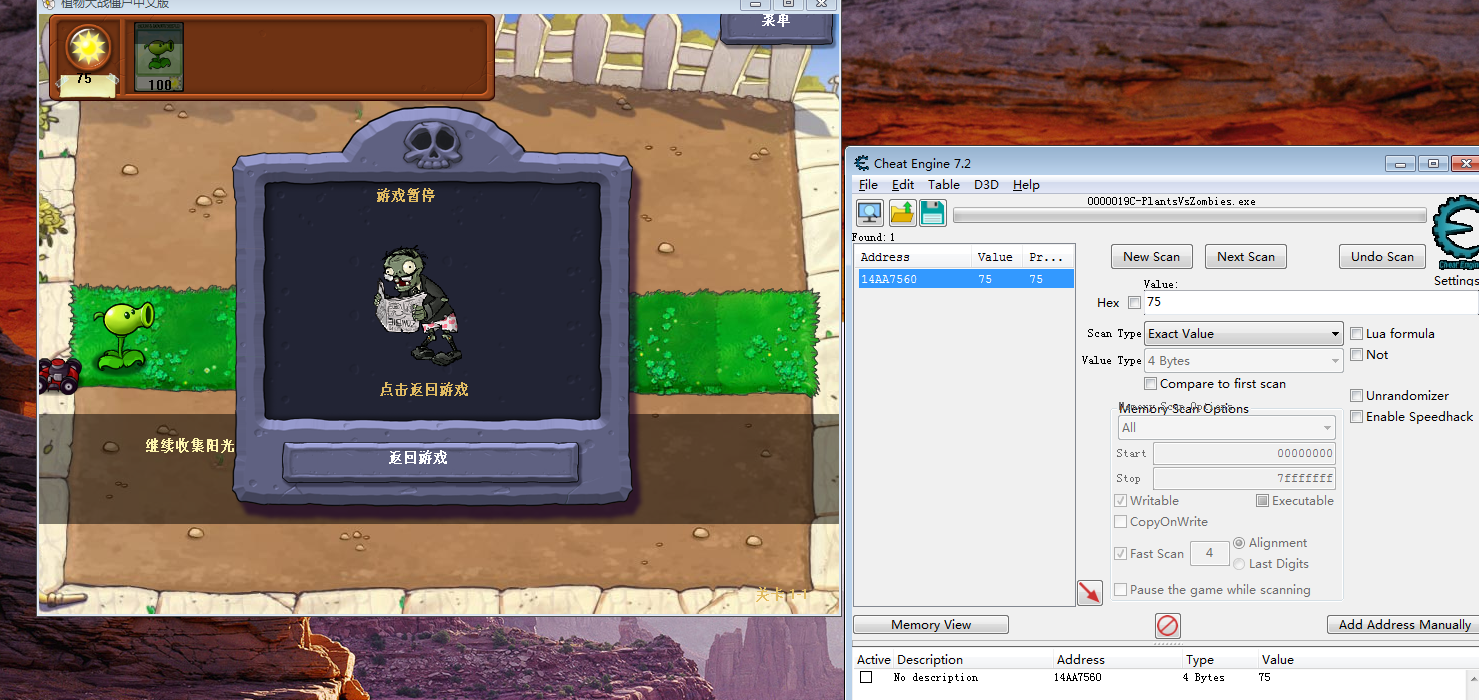 植物大战僵尸中文版
菜单
75
100
游戏暂停
点击返回游戏
继续收集阳光
返回游戏
关卡 1-1
Cheat Engine 7.2
File Edit Table D3D Help
0000019C-PlantsVsZombies.exe
Found: 1
Address Value Pr...
14AA7560 75 75
New Scan Next Scan Undo Scan
Cheat Engine
Settings
Value:
Hex 75
Scan Type Exact Value
Lua formula
Not
Value Type 4 Bytes
Compare to first scan
Unrandomizer
Enable Speedhack
Memory Scan Options
All
Start 00000000
Stop 7fffffff
Writable Executable
CopyOnWrite
Fast Scan 4 Alignment
Last Digits
Pause the game while scanning
Memory View Add Address Manually
Active Description Address Type Value
No description 14AA7560 4 Bytes 75